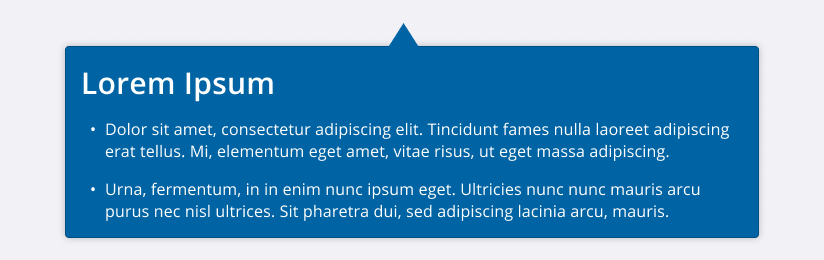 Lorem Ipsum
• Dolor sit amet, consectetur adipiscing elit. Tincidunt fames nulla laoreet adipiscing
erat tellus. Mi, elementum eget amet, vitae risus, ut eget massa adipiscing.
• Urna, fermentum, in in enim nunc ipsum eget. Ultricies nunc nunc mauris arcu
purus nec nisl ultrices. Sit pharetra dui, sed adipiscing lacinia arcu, mauris.